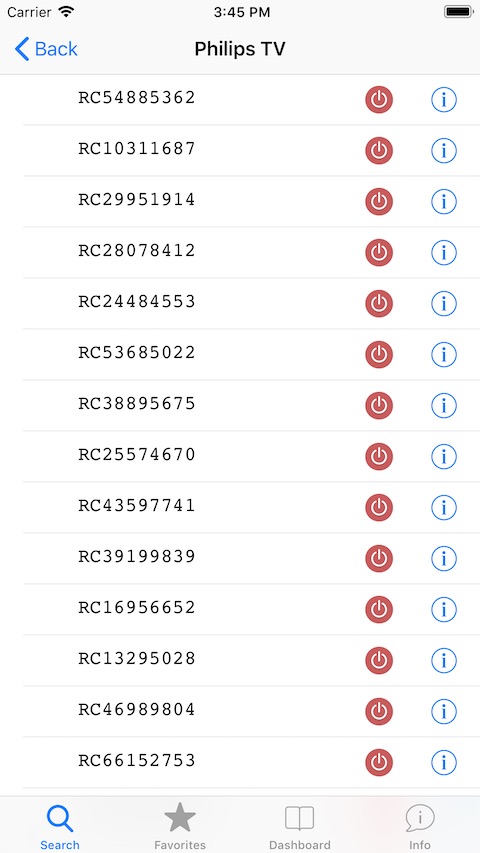 Carrier 3:45 PM
Back Philips TV
RC54885362
RC10311687
RC29951914
RC28078412
RC24484553
RC53685022
RC38895675
RC25574670
RC43597741
RC39199839
RC16956652
RC13295028
RC46989804
RC66152753
Search Favorites Dashboard Info